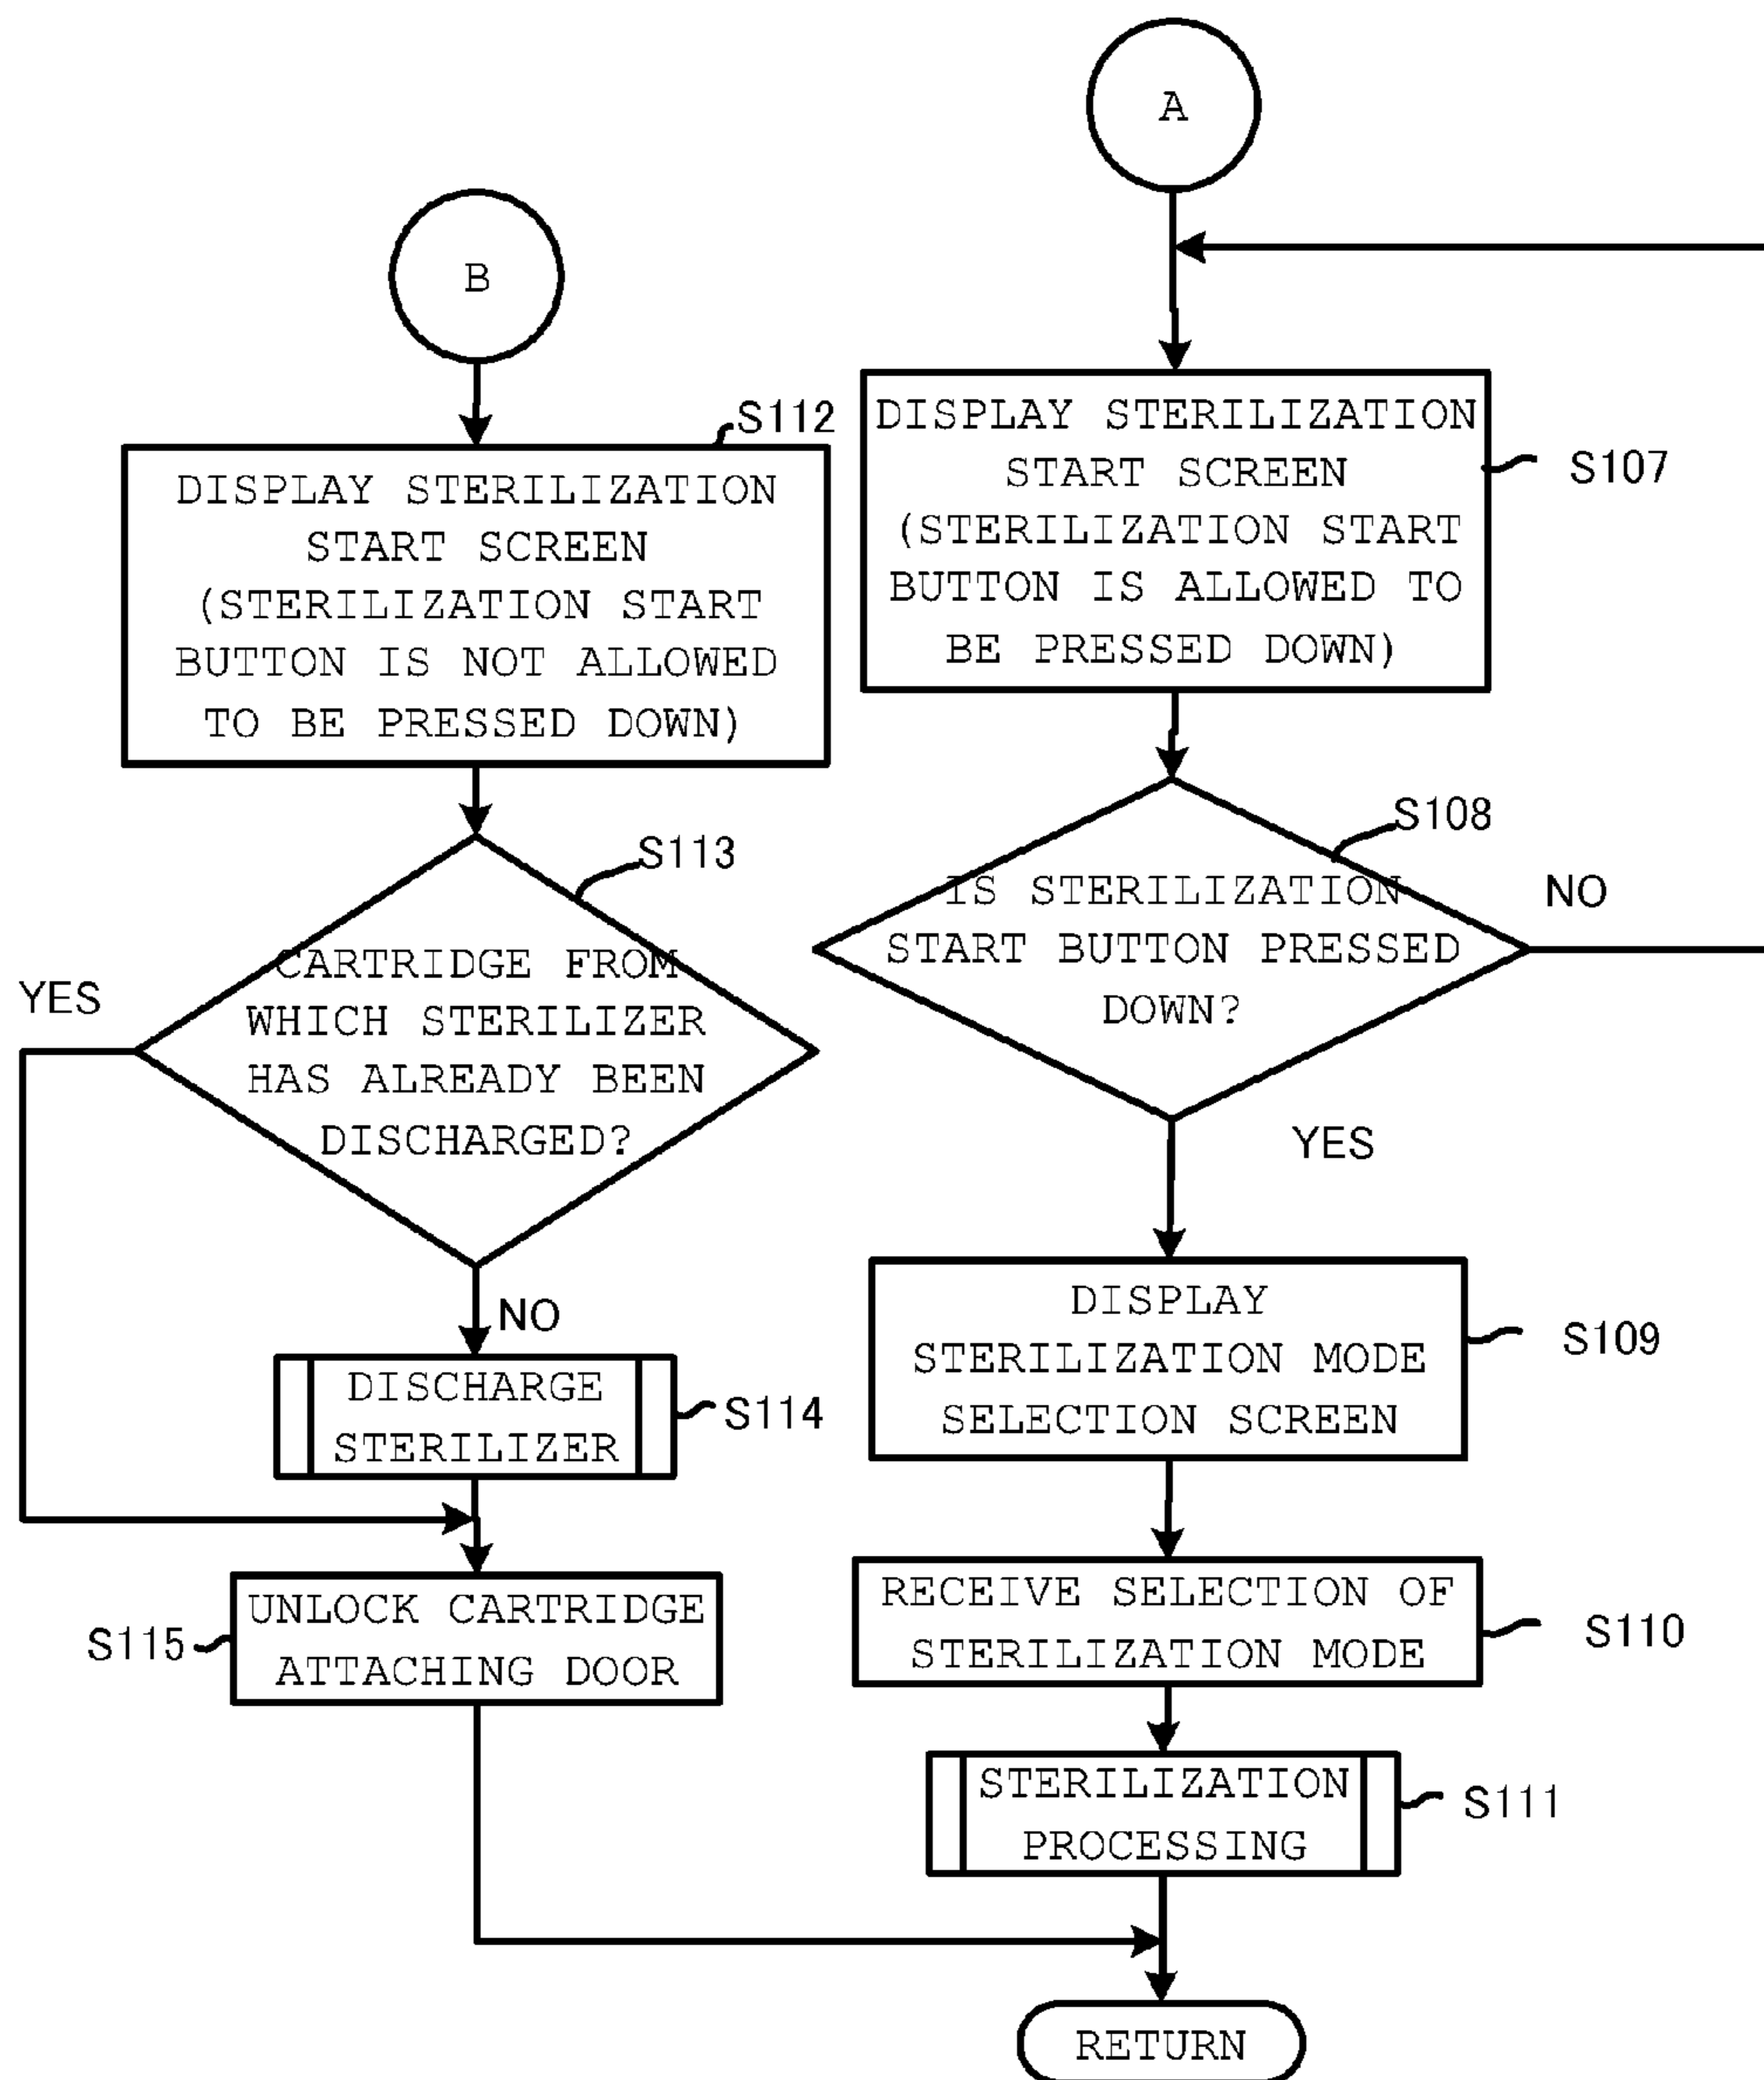 A
B
S112
DISPLAY STERILIZATION
START SCREEN
(STERILIZATION START
BUTTON IS NOT ALLOWED
TO BE PRESSED DOWN)
S113
CARTRIDGE FROM
WHICH STERILIZER
HAS ALREADY BEEN
DISCHARGED?
YES
NO
DISCHARGE
STERILIZER
S114
UNLOCK CARTRIDGE
ATTACHING DOOR
S115
DISPLAY STERILIZATION
START SCREEN
(STERILIZATION START
BUTTON IS ALLOWED TO
BE PRESSED DOWN)
S107
S108
IS STERILIZATION
START BUTTON PRESSED
DOWN?
NO
YES
DISPLAY
STERILIZATION MODE
SELECTION SCREEN
S109
RECEIVE SELECTION OF
STERILIZATION MODE
S110
STERILIZATION
PROCESSING
S111
RETURN